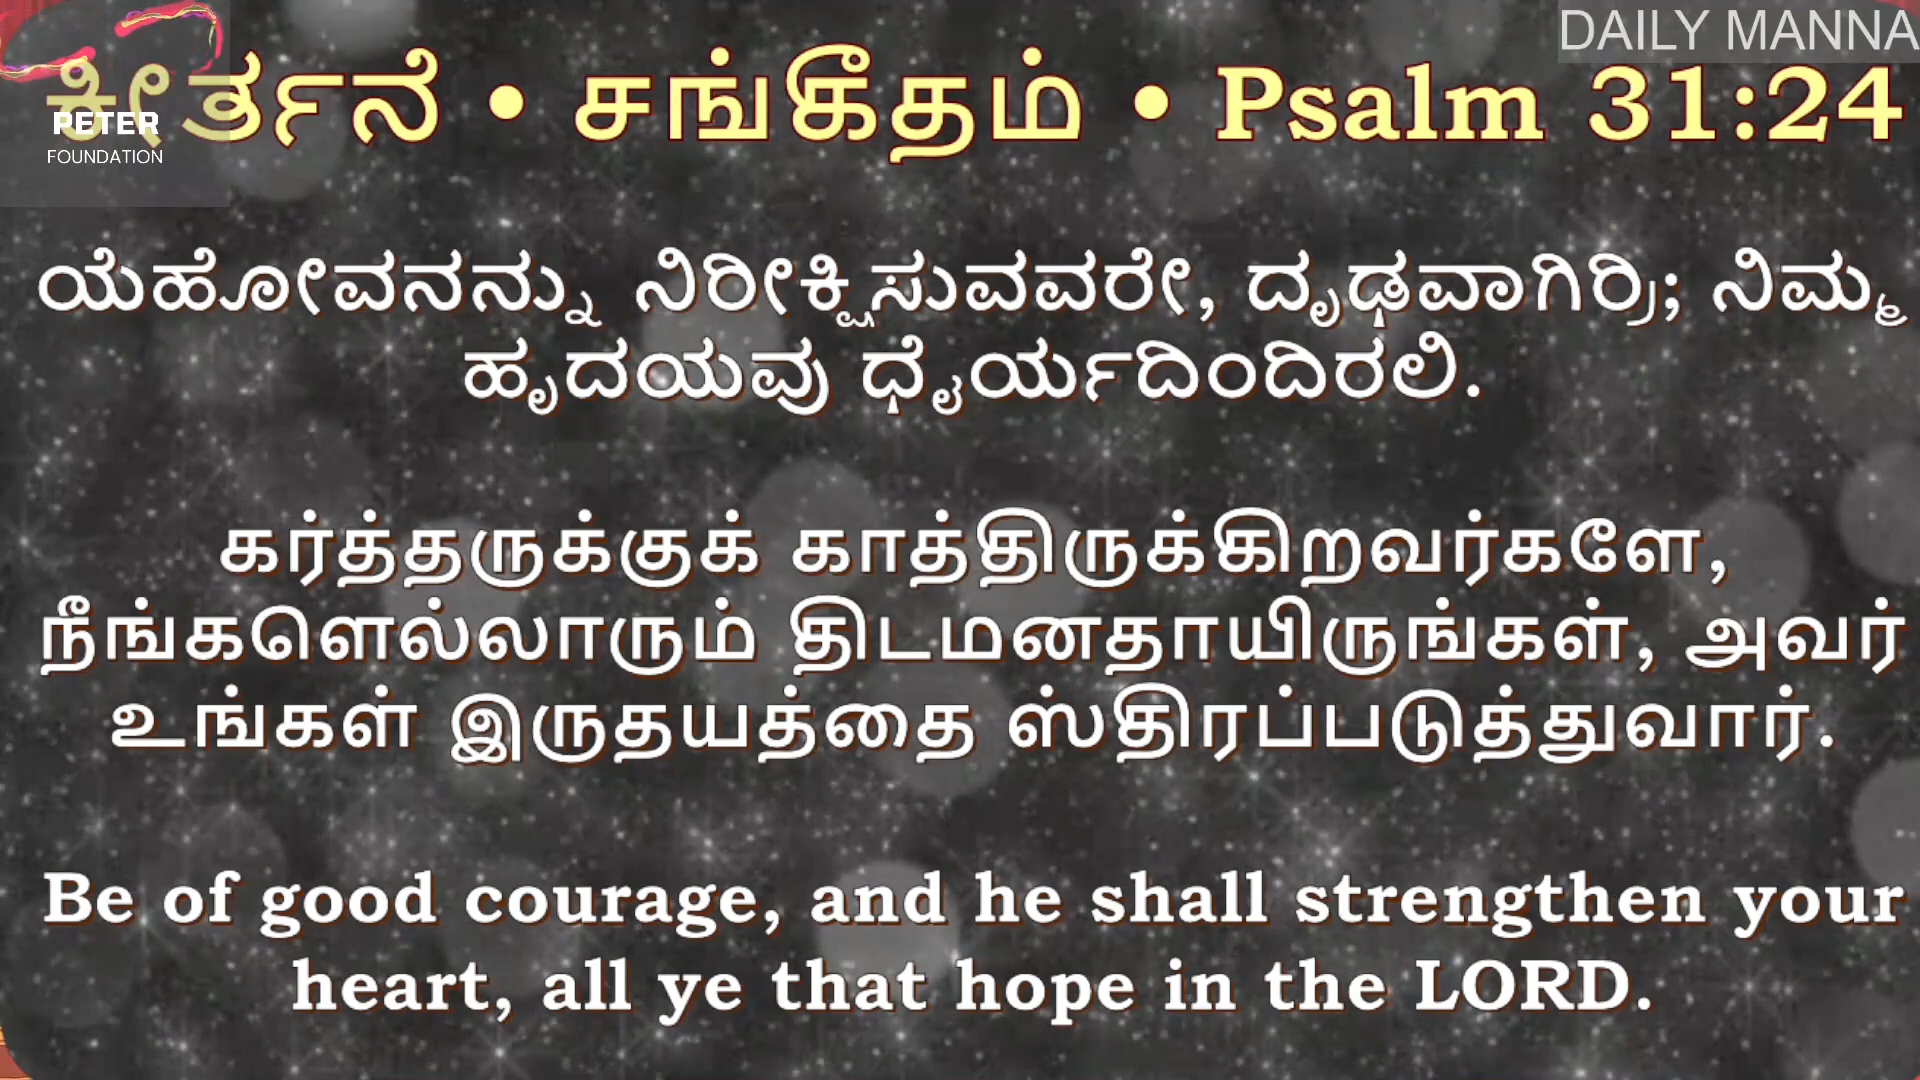 DAILY MANNA
ಕೀರ್ತನೆ • சங்கீதம் • Psalm 31:24
PETER
FOUNDATION
ಯೆಹೋವನನ್ನು ನಿರೀಕ್ಷಿಸುವವರೇ, ದೃಢವಾಗಿರ್ರಿ; ನಿಮ್ಮ
ಹೃದಯವು ಧೈರ್ಯದಿಂದಿರಲಿ.
கர்த்தருக்குக் காத்திருக்கிறவர்களே,
நீங்களெல்லாரும் திடமனதாயிருங்கள், அவர்
உங்கள் இருதயத்தை ஸ்திரப்படுத்துவார்.
Be of good courage, and he shall strengthen your
heart, all ye that hope in the LORD.